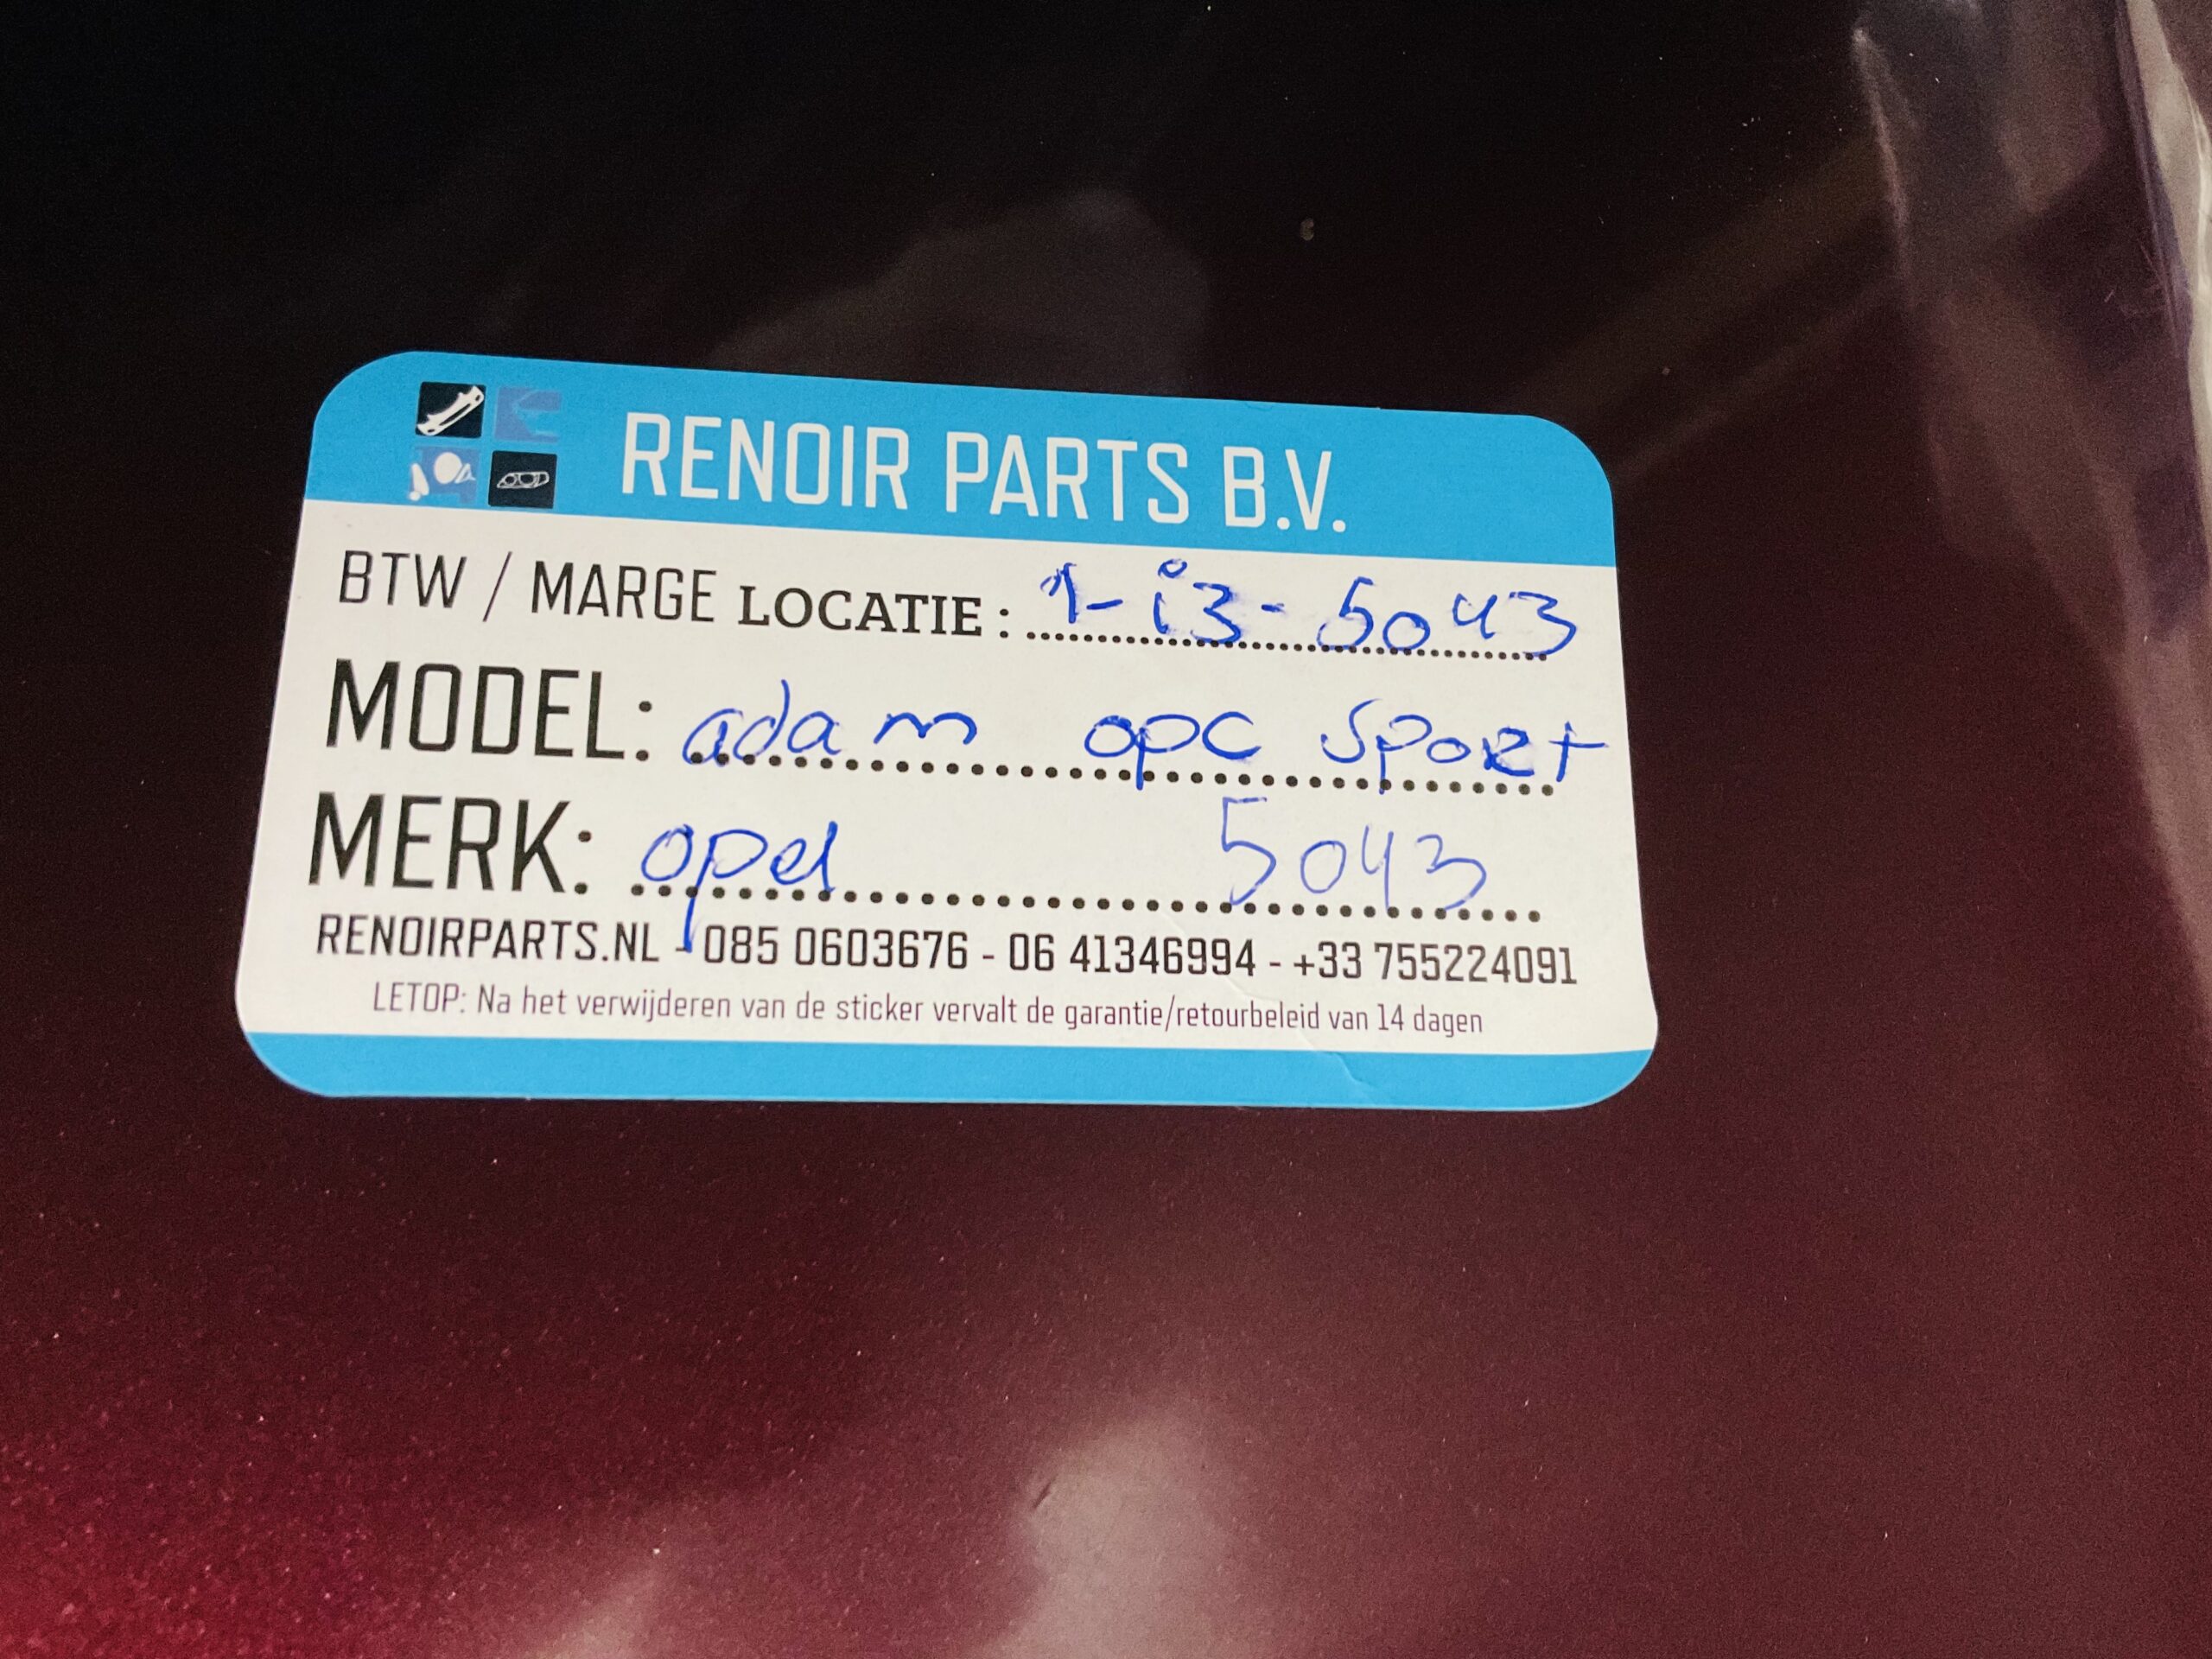 RENOIR PARTS B.V.
BTW / MARGE LOCATIE: 1-i3-5043
MODEL: adam opc sport
MERK: opel 5043
RENOIRPARTS.NL - 085 0603676 - 06 41346994 - +33 755224091
LETOP: Na het verwijderen van de sticker vervalt de garantie/retourbeleid van 14 dagen